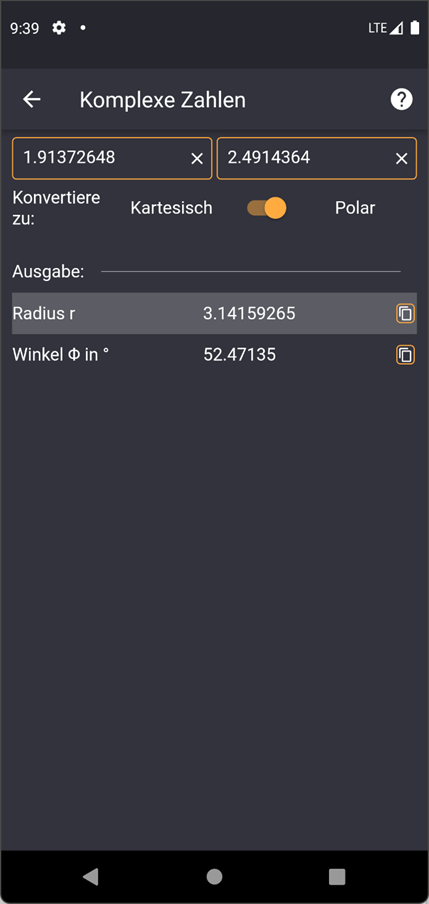 9:39
LTE
Komplexe Zahlen
?
1.91372648
2.4914364
Konvertiere zu:
Kartesisch
Polar
Ausgabe:
Radius r
3.14159265
Winkel Φ in °
52.47135